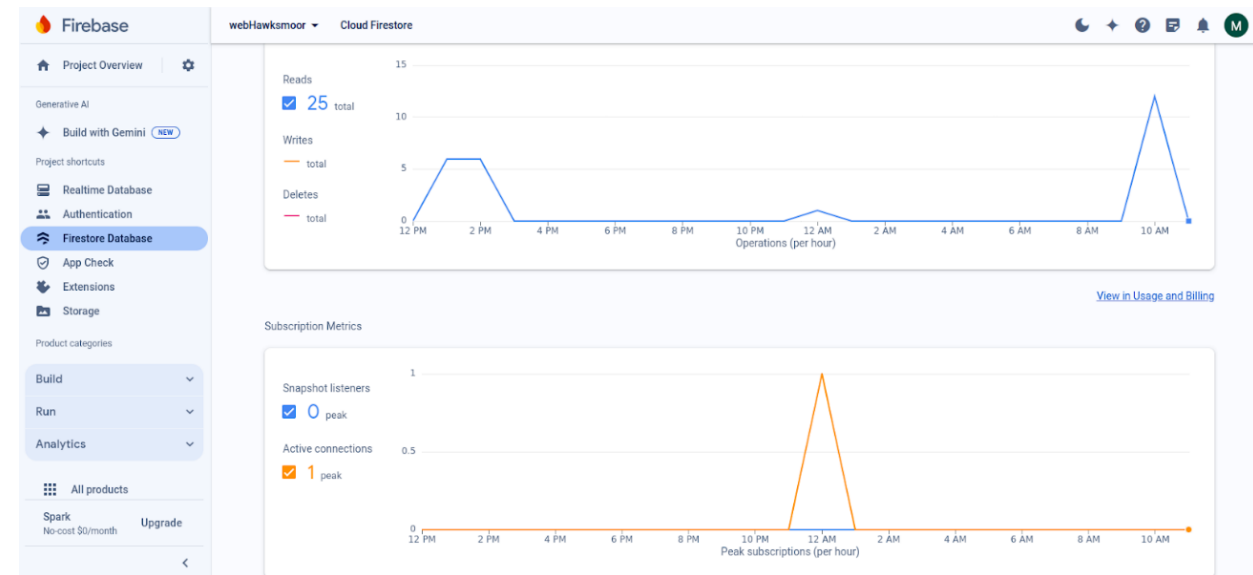 Firebase
webHawksmoor Cloud Firestore
M
Project Overview
Generative AI
Build with Gemini NEW
Project shortcuts
Realtime Database
Authentication
Firestore Database
App Check
Extensions
Storage
Product categories
Build
Run
Analytics
All products
Spark
No-cost $0/month
Upgrade
Reads
25 total
Writes
— total
Deletes
— total
15
10
5
0
12 PM 2 PM 4 PM 6 PM 8 PM 10 PM 12 AM 2 AM 4 AM 6 AM 8 AM 10 AM
Operations (per hour)
View in Usage and Billing
Subscription Metrics
Snapshot listeners
0 peak
Active connections
1 peak
1
0.5
0
12 PM 2 PM 4 PM 6 PM 8 PM 10 PM 12 AM 2 AM 4 AM 6 AM 8 AM 10 AM
Peak subscriptions (per hour)